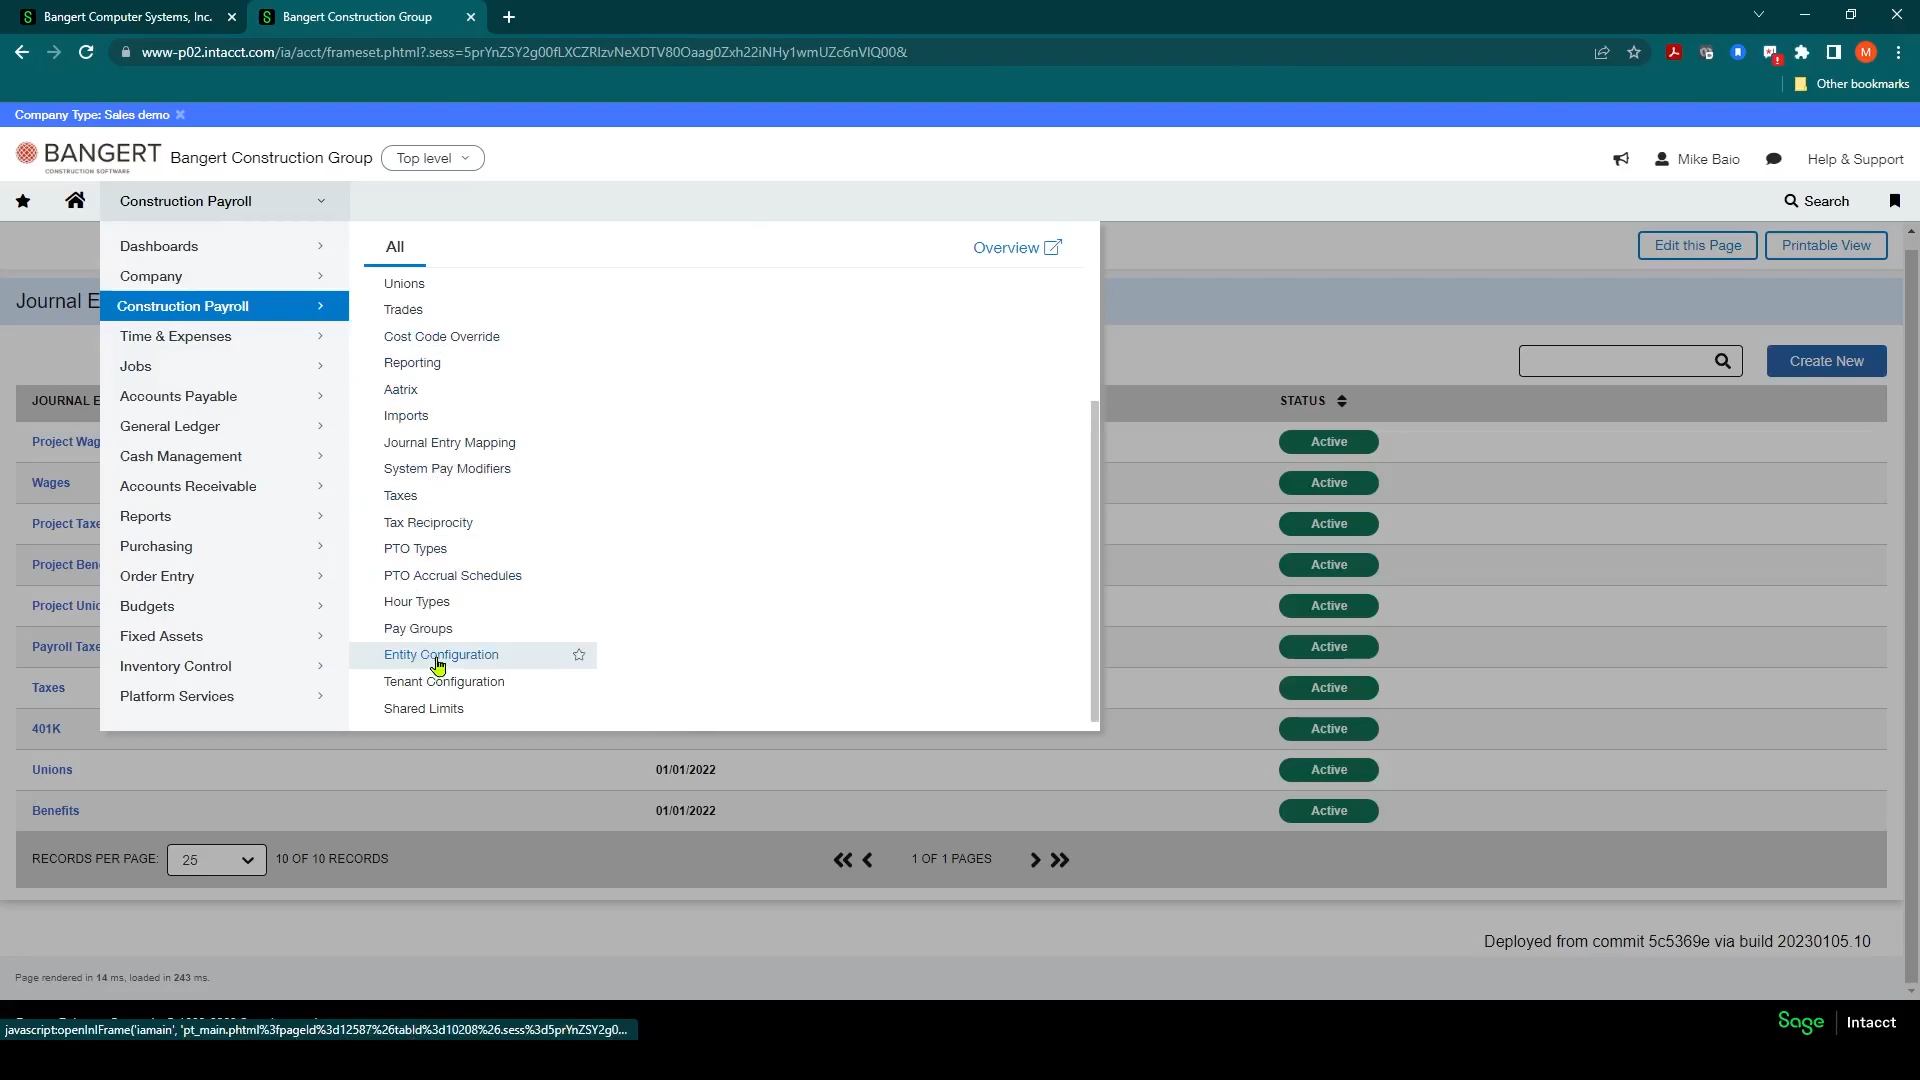 Bangert Computer Systems, Inc.
Bangert Construction Group
www-p02.intacct.com/ia/acct/frameset.phtml?.sess=5prYnZSY2g00fLXCZRIzvNeXDTV80Oaag0Zxh22iNHy1wmUZc6nVIQ00&
M
Other bookmarks
Company Type: Sales demo
BANGERT
CONSTRUCTION SOFTWARE
Bangert Construction Group
Top level
Mike Baio
Help & Support
Construction Payroll
Search
Dashboards
Company
Construction Payroll
Time & Expenses
Jobs
Accounts Payable
General Ledger
Cash Management
Accounts Receivable
Reports
Purchasing
Order Entry
Budgets
Fixed Assets
Inventory Control
Platform Services
All
Overview
Unions
Trades
Cost Code Override
Reporting
Aatrix
Imports
Journal Entry Mapping
System Pay Modifiers
Taxes
Tax Reciprocity
PTO Types
PTO Accrual Schedules
Hour Types
Pay Groups
Entity Configuration
Tenant Configuration
Shared Limits
Edit this Page
Printable View
Journal E
Create New
JOURNAL E
STATUS
Project Wag
Active
Wages
Active
Project Taxe
Active
Project Ben
Active
Project Unic
Active
Payroll Taxe
Active
Taxes
Active
401K
Active
Unions
01/01/2022
Active
Benefits
01/01/2022
Active
RECORDS PER PAGE:
25
10 OF 10 RECORDS
1 OF 1 PAGES
Deployed from commit 5c5369e via build 20230105.10
Page rendered in 14 ms, loaded in 243 ms.
javascript:openInIFrame('iamain', 'pt_main.phtml%3fpageId%3d12587%26tabId%3d10208%26.sess%3d5prYnZSY2g0...
Sage
Intacct